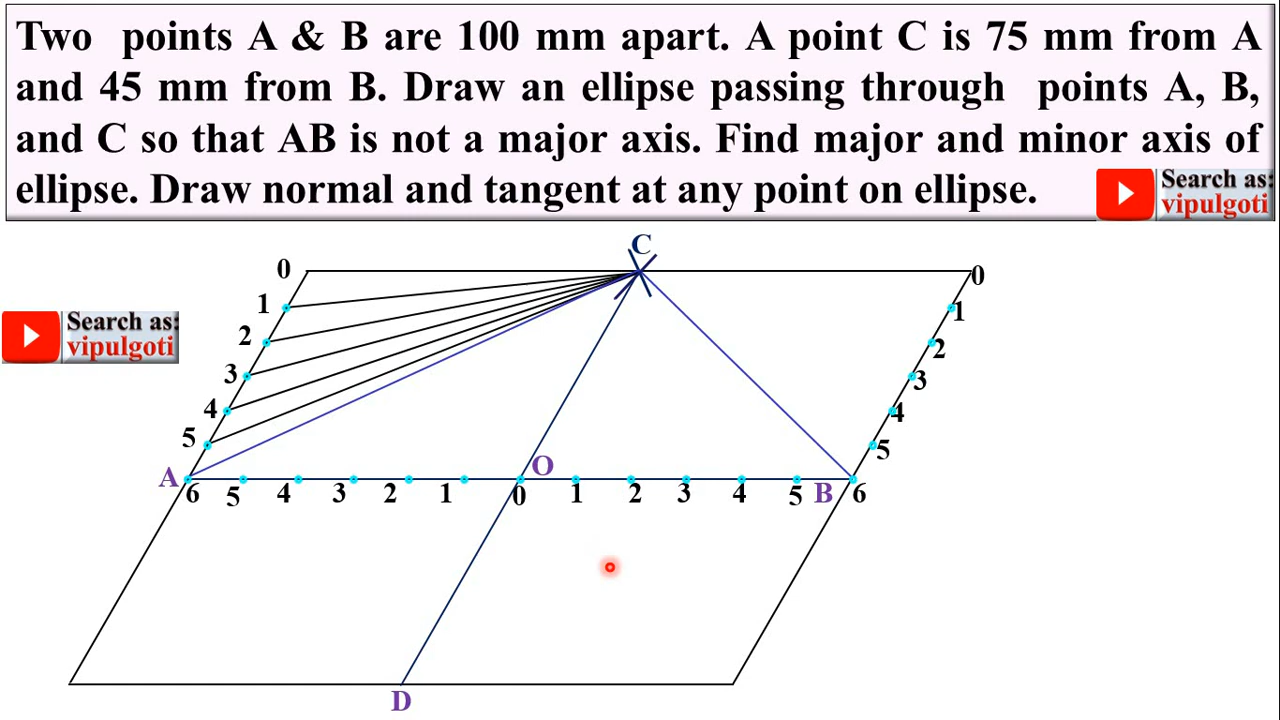 Two points A & B are 100 mm apart. A point C is 75 mm from A
and 45 mm from B. Draw an ellipse passing through points A, B,
and C so that AB is not a major axis. Find major and minor axis of
ellipse. Draw normal and tangent at any point on ellipse.
Search as:
vipulgoti
C
0
0
1
1
Search as:
vipulgoti
2
2
3
3
4
4
5
5
A
O
6 5 4 3 2 1 0 1 2 3 4 5 B 6
D